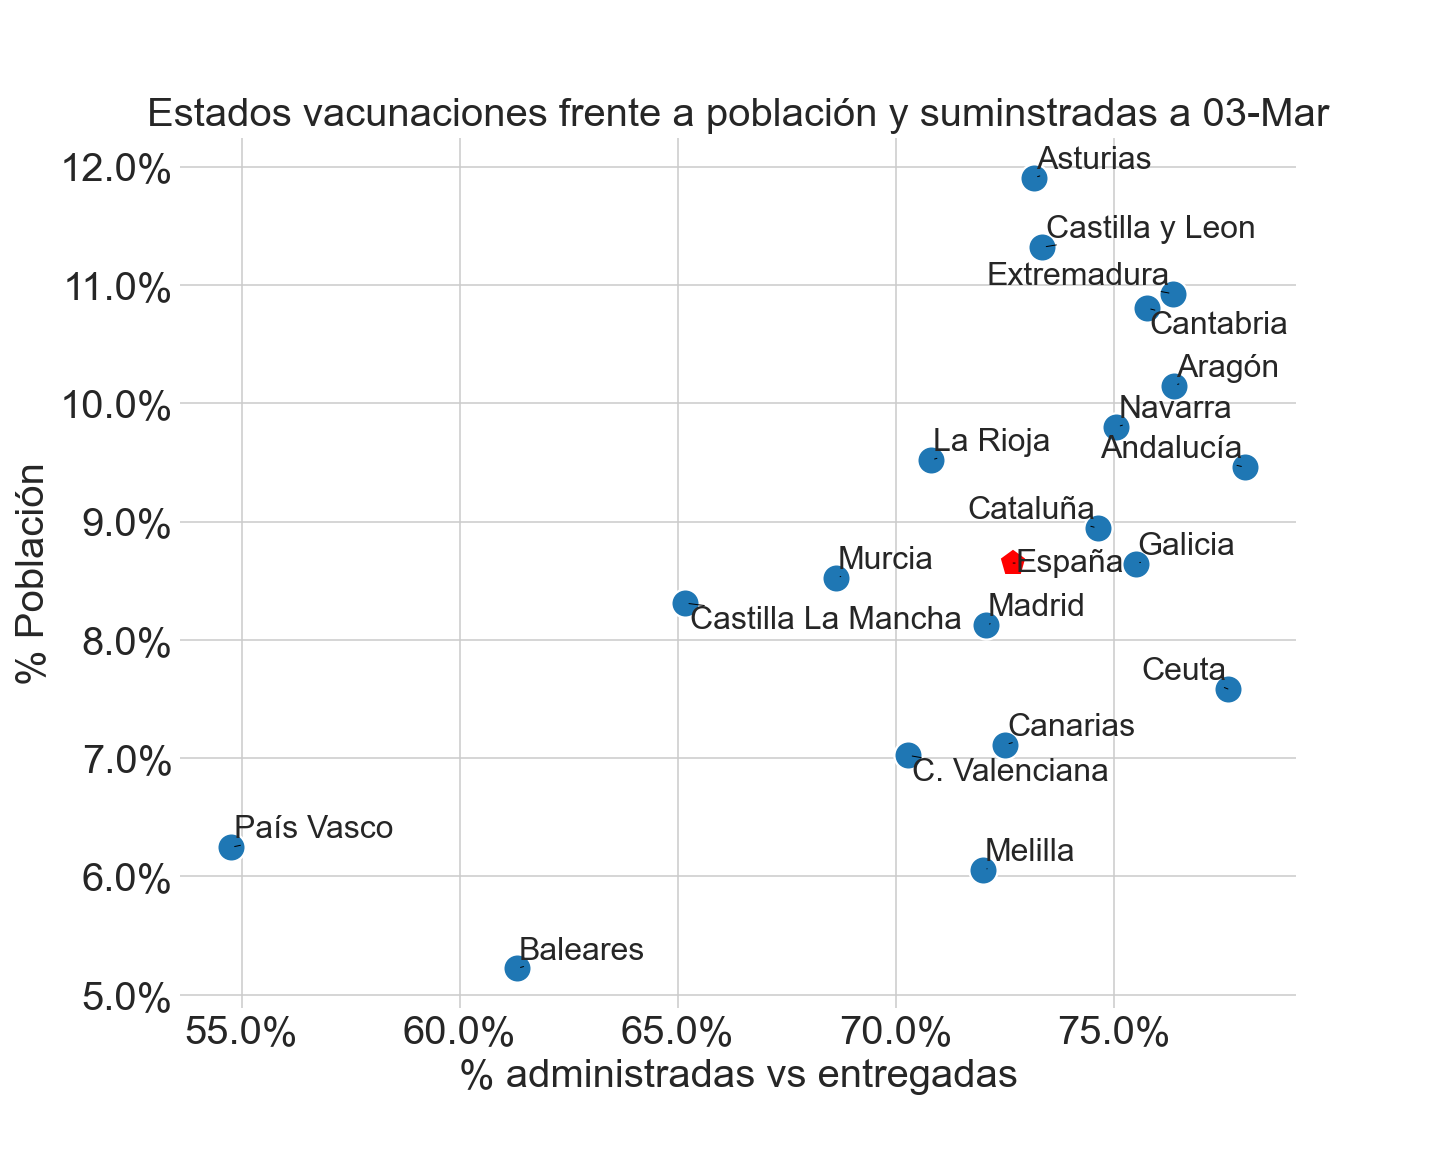 Estados vacunaciones frente a población y suminstradas a 03-Mar
12.0%
11.0%
10.0%
9.0%
8.0%
7.0%
6.0%
5.0%
% Población
Asturias
Castilla y Leon
Extremadura
Cantabria
Aragón
Navarra
La Rioja
Andalucía
Cataluña
Galicia
Murcia
España
Madrid
Castilla La Mancha
Ceuta
Canarias
C. Valenciana
País Vasco
Melilla
Baleares
55.0%
60.0%
65.0%
70.0%
75.0%
% administradas vs entregadas